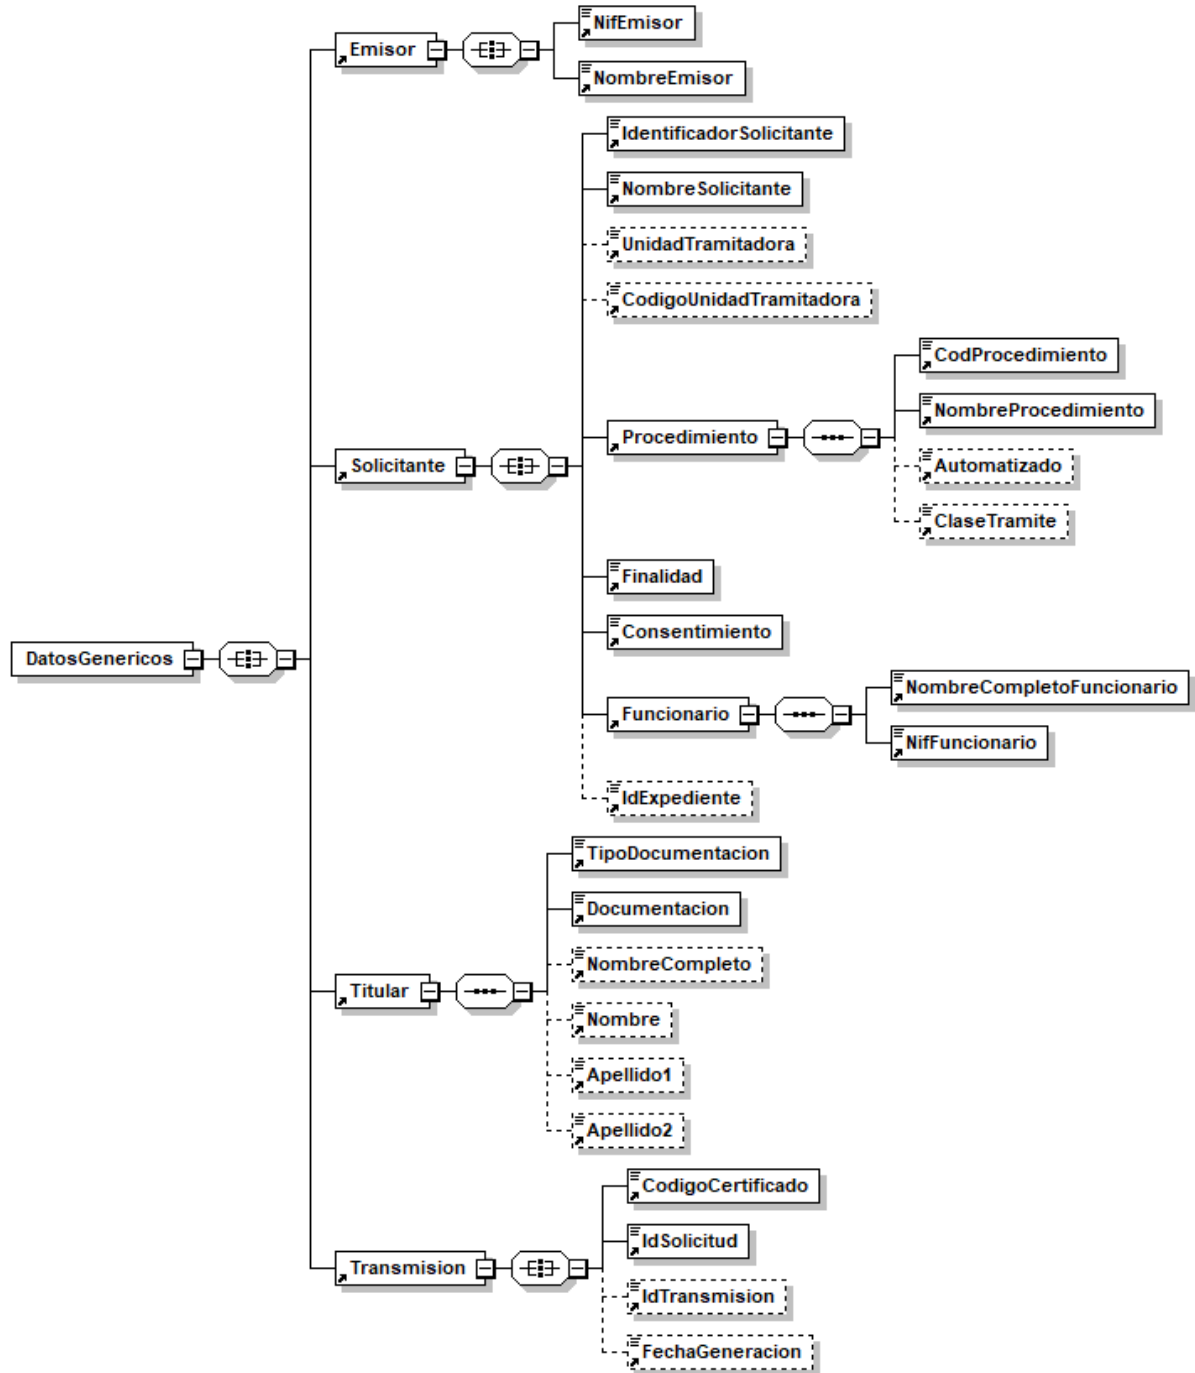 NifEmisor
Emisor
NombreEmisor
IdentificadorSolicitante
NombreSolicitante
UnidadTramitadora
CodigoUnidadTramitadora
CodProcedimiento
NombreProcedimiento
Procedimiento
Automatizado
Solicitante
ClaseTramite
Finalidad
Consentimiento
DatosGenericos
NombreCompletoFuncionario
Funcionario
NifFuncionario
IdExpediente
TipoDocumentacion
Documentacion
NombreCompleto
Titular
Nombre
Apellido1
Apellido2
CodigoCertificado
IdSolicitud
Transmision
IdTransmision
FechaGeneracion